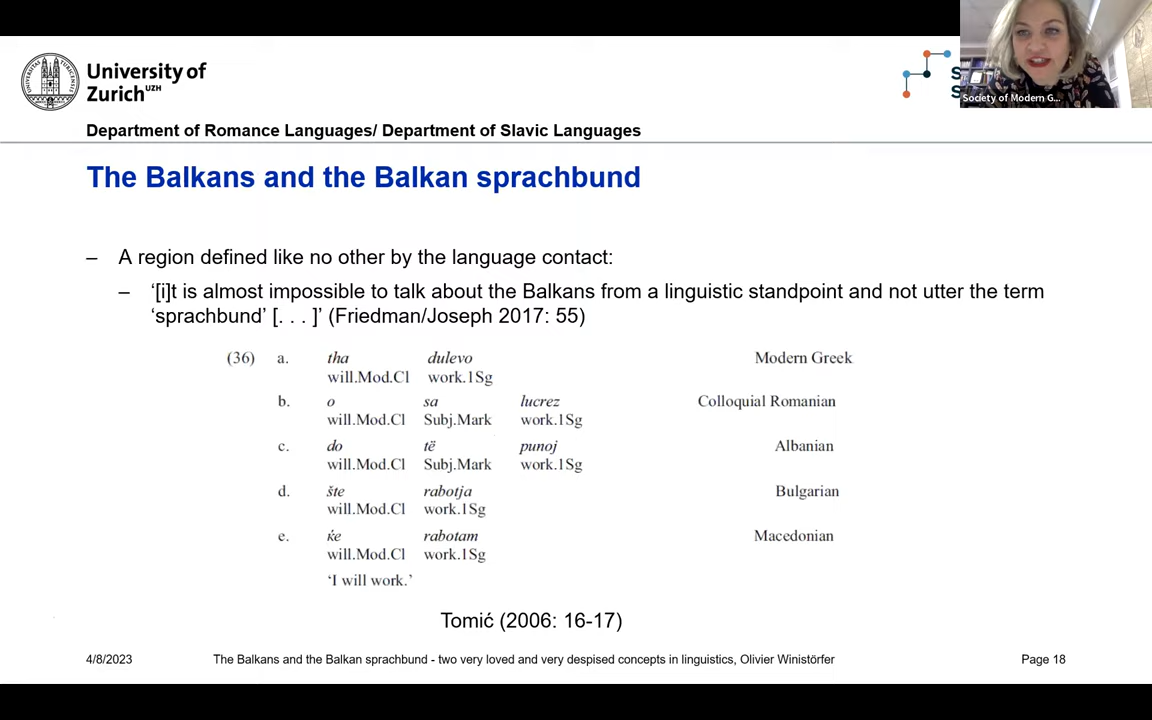 University of
Zurich UZH
S
S
Society of Modern G...
Department of Romance Languages/ Department of Slavic Languages
The Balkans and the Balkan sprachbund
– A region defined like no other by the language contact:
– ‘[i]t is almost impossible to talk about the Balkans from a linguistic standpoint and not utter the term
‘sprachbund’ [. . . ]’ (Friedman/Joseph 2017: 55)
(36) a. tha dulevo Modern Greek
will.Mod.Cl work.1Sg
b. o sa lucrez Colloquial Romanian
will.Mod.Cl Subj.Mark work.1Sg
c. do të punoj Albanian
will.Mod.Cl Subj.Mark work.1Sg
d. šte rabotja Bulgarian
will.Mod.Cl work.1Sg
e. ḱe rabotam Macedonian
will.Mod.Cl work.1Sg
‘I will work.’
Tomić (2006: 16-17)
4/8/2023 The Balkans and the Balkan sprachbund - two very loved and very despised concepts in linguistics, Olivier Winistörfer Page 18